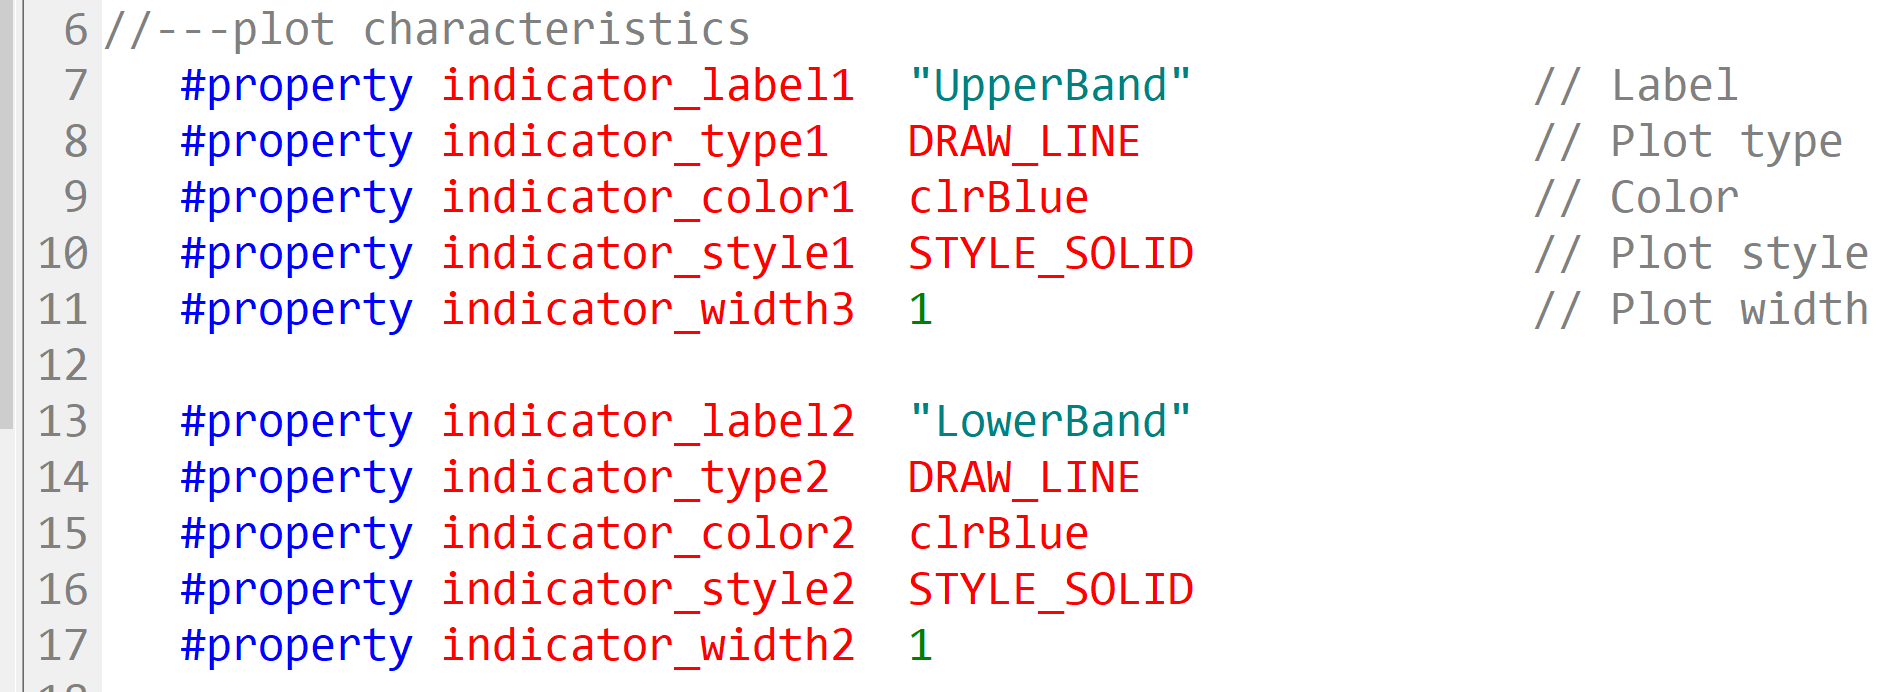 6 //---plot characteristics
7 #property indicator_label1 "UpperBand" // Label
8 #property indicator_type1 DRAW_LINE // Plot type
9 #property indicator_color1 clrBlue // Color
10 #property indicator_style1 STYLE_SOLID // Plot style
11 #property indicator_width3 1 // Plot width
12
13 #property indicator_label2 "LowerBand"
14 #property indicator_type2 DRAW_LINE
15 #property indicator_color2 clrBlue
16 #property indicator_style2 STYLE_SOLID
17 #property indicator_width2 1